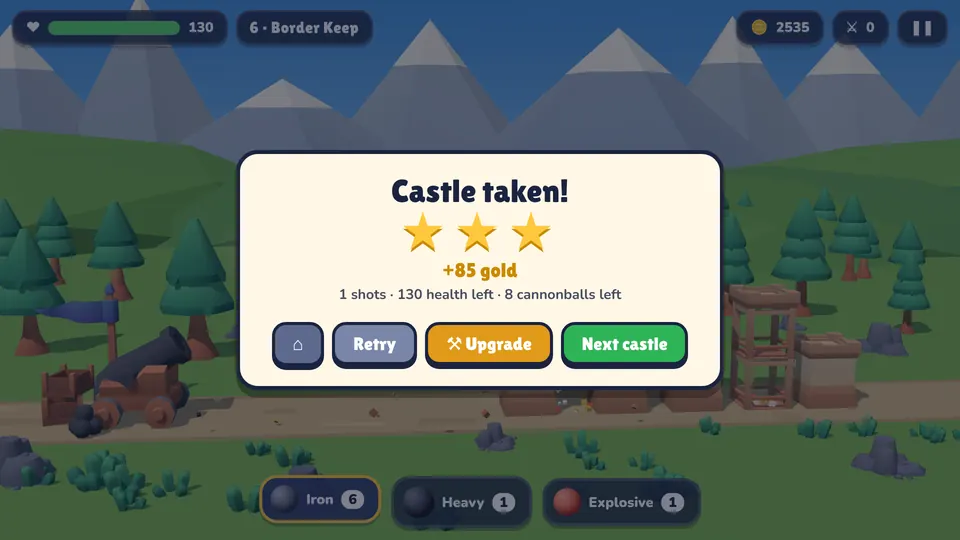 130
6 · Border Keep
2535
0
Castle taken!
+85 gold
1 shots · 130 health left · 8 cannonballs left
Retry
Upgrade
Next castle
Iron 6
Heavy 1
Explosive 1